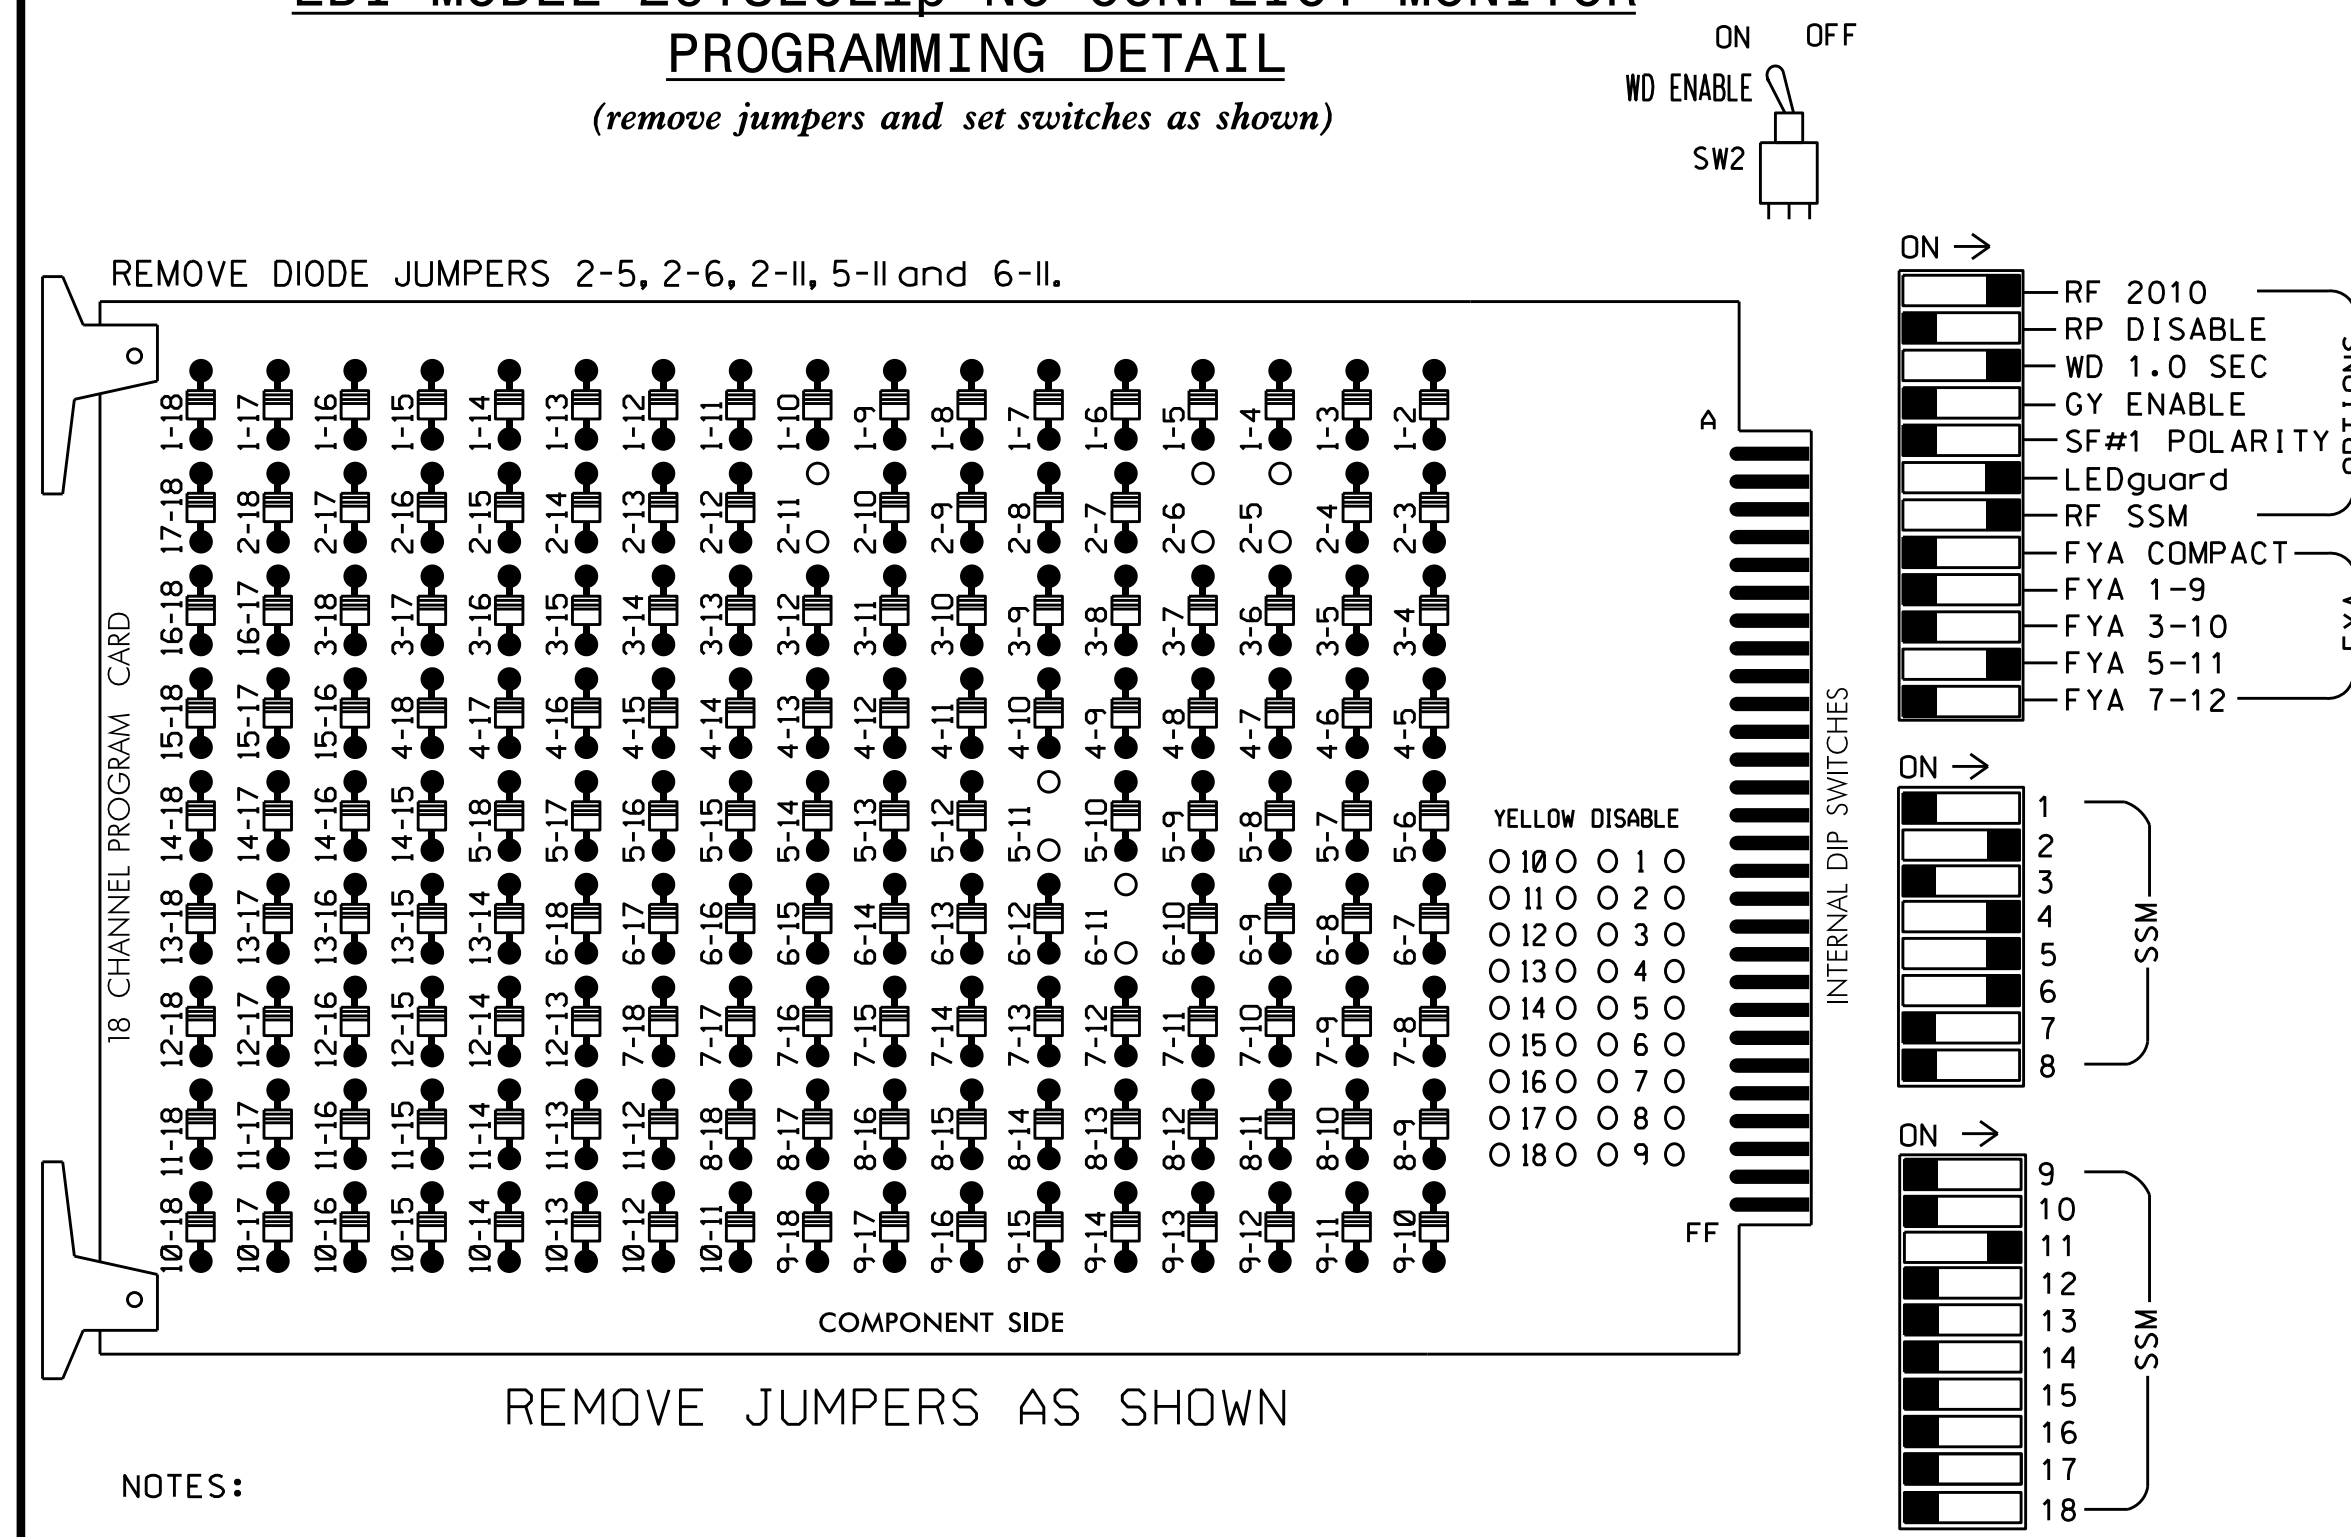 PROGRAMMING DETAIL
(remove jumpers and set switches as shown)
ON OFF
WD ENABLE
SW2
REMOVE DIODE JUMPERS 2-5, 2-6, 2-11, 5-11 and 6-11.
18 CHANNEL PROGRAM CARD
1-18 1-17 1-16 1-15 1-14 1-13 1-12 1-11 1-10 1-9 1-8 1-7 1-6 1-5 1-4 1-3 1-2
17-18 2-18 2-17 2-16 2-15 2-14 2-13 2-12 2-11 2-10 2-9 2-8 2-7 2-6 2-5 2-4 2-3
16-18 16-17 3-18 3-17 3-16 3-15 3-14 3-13 3-12 3-11 3-10 3-9 3-8 3-7 3-6 3-5 3-4
15-18 15-17 15-16 4-18 4-17 4-16 4-15 4-14 4-13 4-12 4-11 4-10 4-9 4-8 4-7 4-6 4-5
14-18 14-17 14-16 14-15 5-18 5-17 5-16 5-15 5-14 5-13 5-12 5-11 5-10 5-9 5-8 5-7 5-6
13-18 13-17 13-16 13-15 13-14 6-18 6-17 6-16 6-15 6-14 6-13 6-12 6-11 6-10 6-9 6-8 6-7
12-18 12-17 12-16 12-15 12-14 12-13 7-18 7-17 7-16 7-15 7-14 7-13 7-12 7-11 7-10 7-9 7-8
11-18 11-17 11-16 11-15 11-14 11-13 11-12 8-18 8-17 8-16 8-15 8-14 8-13 8-12 8-11 8-10 8-9
10-18 10-17 10-16 10-15 10-14 10-13 10-12 10-11 9-18 9-17 9-16 9-15 9-14 9-13 9-12 9-11 9-10
A
YELLOW DISABLE
10 1
11 2
12 3
13 4
14 5
15 6
16 7
17 8
18 9
FF
COMPONENT SIDE
INTERNAL DIP SWITCHES
ON
RF 2010
RP DISABLE
WD 1.0 SEC
GY ENABLE
SF#1 POLARITY
LEDguard
RF SSM
FYA COMPACT
FYA 1-9
FYA 3-10
FYA 5-11
FYA 7-12
ON
1
2
3
4
5
6
7
8
SSM
ON
9
10
11
12
13
14
15
16
17
18
SSM
REMOVE JUMPERS AS SHOWN
NOTES: